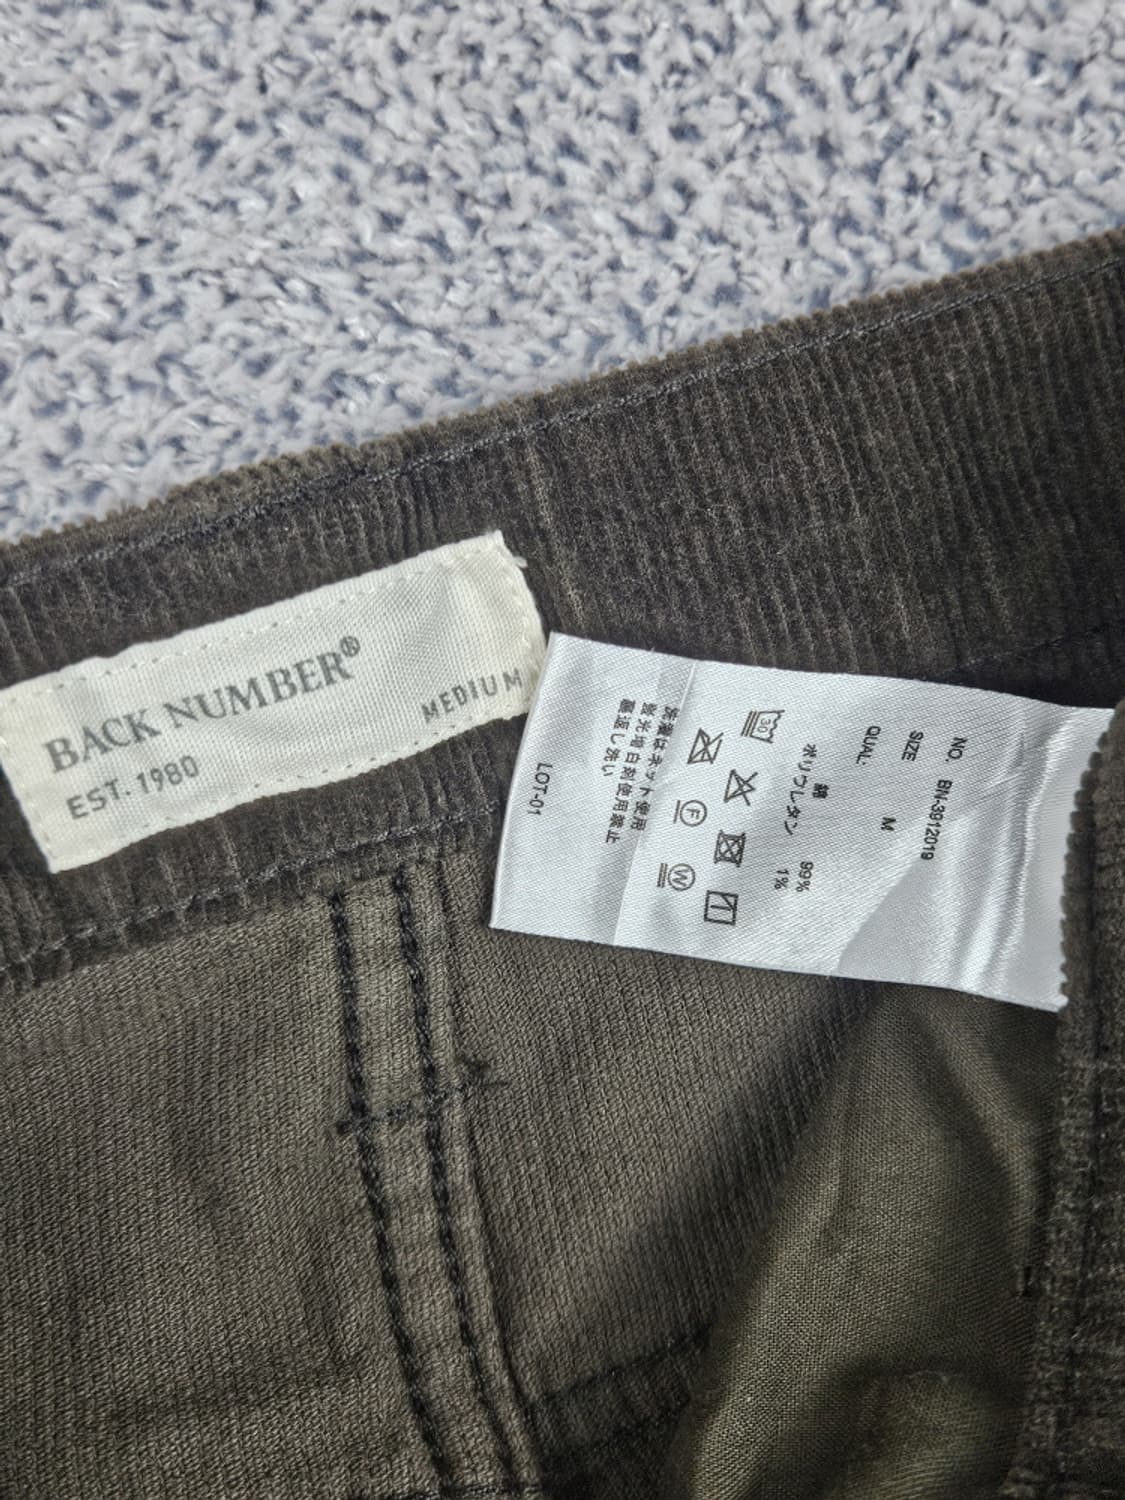 BACK NUMBER®
EST. 1980
MEDIUM
NO. BN-3912019
SIZE M
QUAL:
綿 99%
ポリウレタン 1%
30
F
W
洗濯はネット使用
蛍光増白剤使用禁止
裏返し洗い
LOT-01